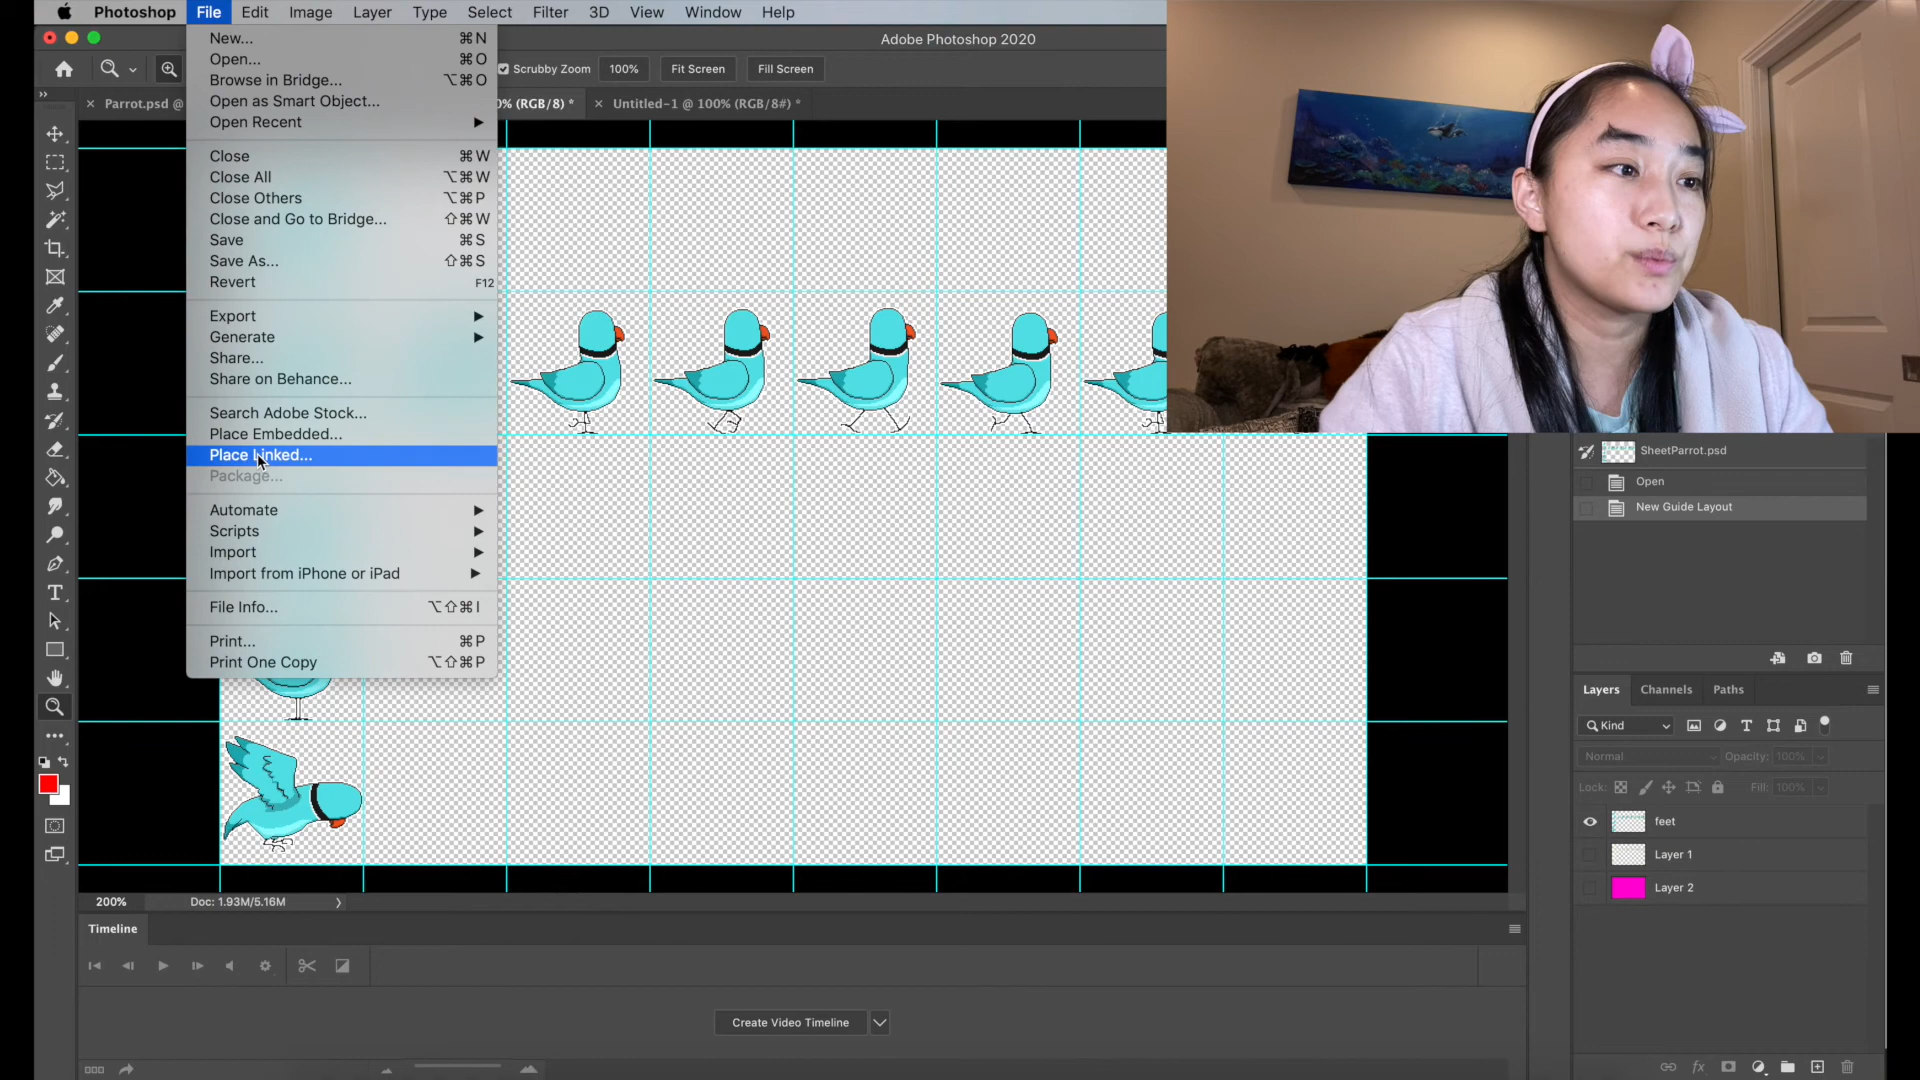 Photoshop File Edit Image Layer Type Select Filter 3D View Window Help
Adobe Photoshop 2020
Scrubby Zoom 100% Fit Screen Fill Screen
Parrot.psd @ 0% (RGB/8) * Untitled-1 @ 100% (RGB/8#) *
New... ⌘N
Open... ⌘O
Browse in Bridge... ⌥⌘O
Open as Smart Object...
Open Recent
Close ⌘W
Close All ⌥⌘W
Close Others ⌥⌘P
Close and Go to Bridge... ⇧⌘W
Save ⌘S
Save As... ⇧⌘S
Revert F12
Export
Generate
Share...
Share on Behance...
Search Adobe Stock...
Place Embedded...
Place Linked...
Package...
Automate
Scripts
Import
Import from iPhone or iPad
File Info... ⌥⇧⌘I
Print... ⌘P
Print One Copy ⌥⇧⌘P
SheetParrot.psd
Open
New Guide Layout
Layers Channels Paths
Kind
Normal Opacity: 100%
Lock: Fill: 100%
feet
Layer 1
Layer 2
200% Doc: 1.93M/5.16M
Timeline
Create Video Timeline